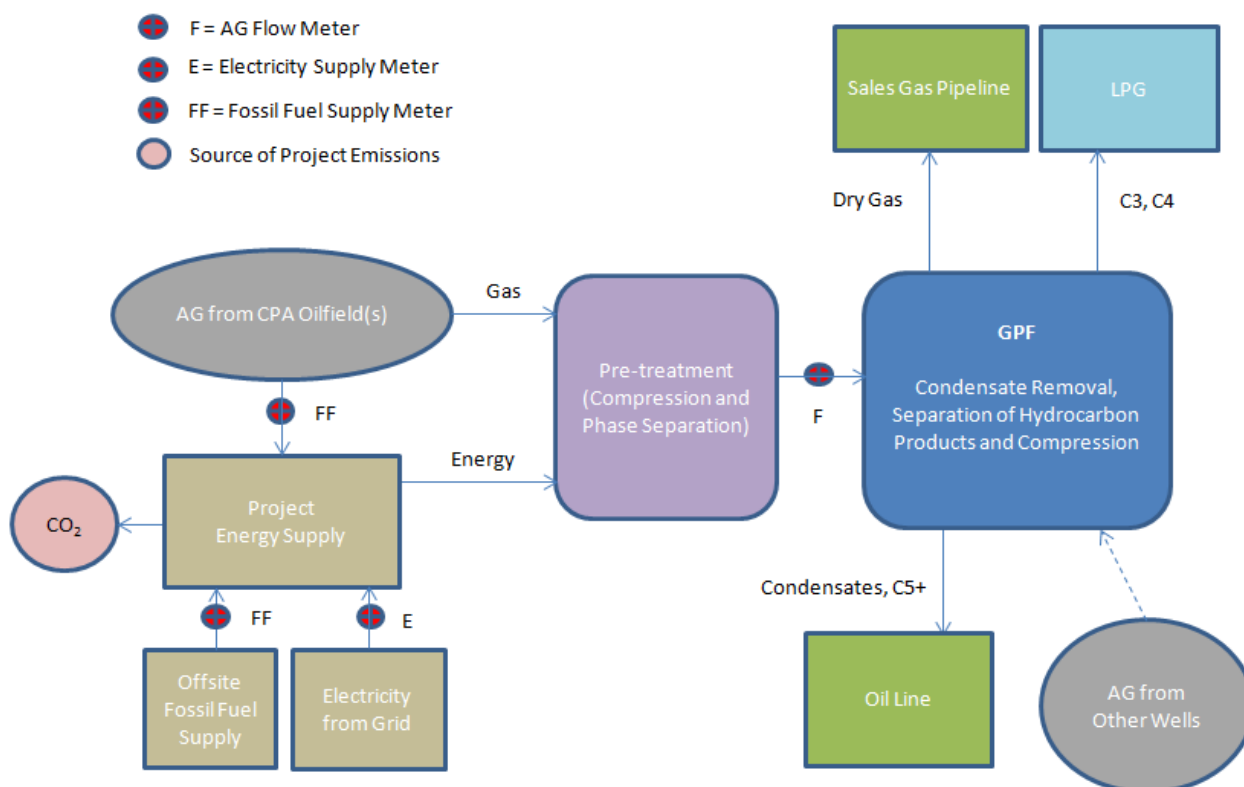 F = AG Flow Meter
E = Electricity Supply Meter
FF = Fossil Fuel Supply Meter
Source of Project Emissions
Sales Gas Pipeline
LPG
Dry Gas
C3, C4
AG from CPA Oilfield(s)
Gas
Pre-treatment
(Compression and
Phase Separation)
F
GPF
Condensate Removal,
Separation of Hydrocarbon
Products and Compression
FF
Energy
Project
Energy Supply
CO₂
FF
E
Offsite
Fossil Fuel
Supply
Electricity
from Grid
Condensates, C5+
Oil Line
AG from
Other Wells